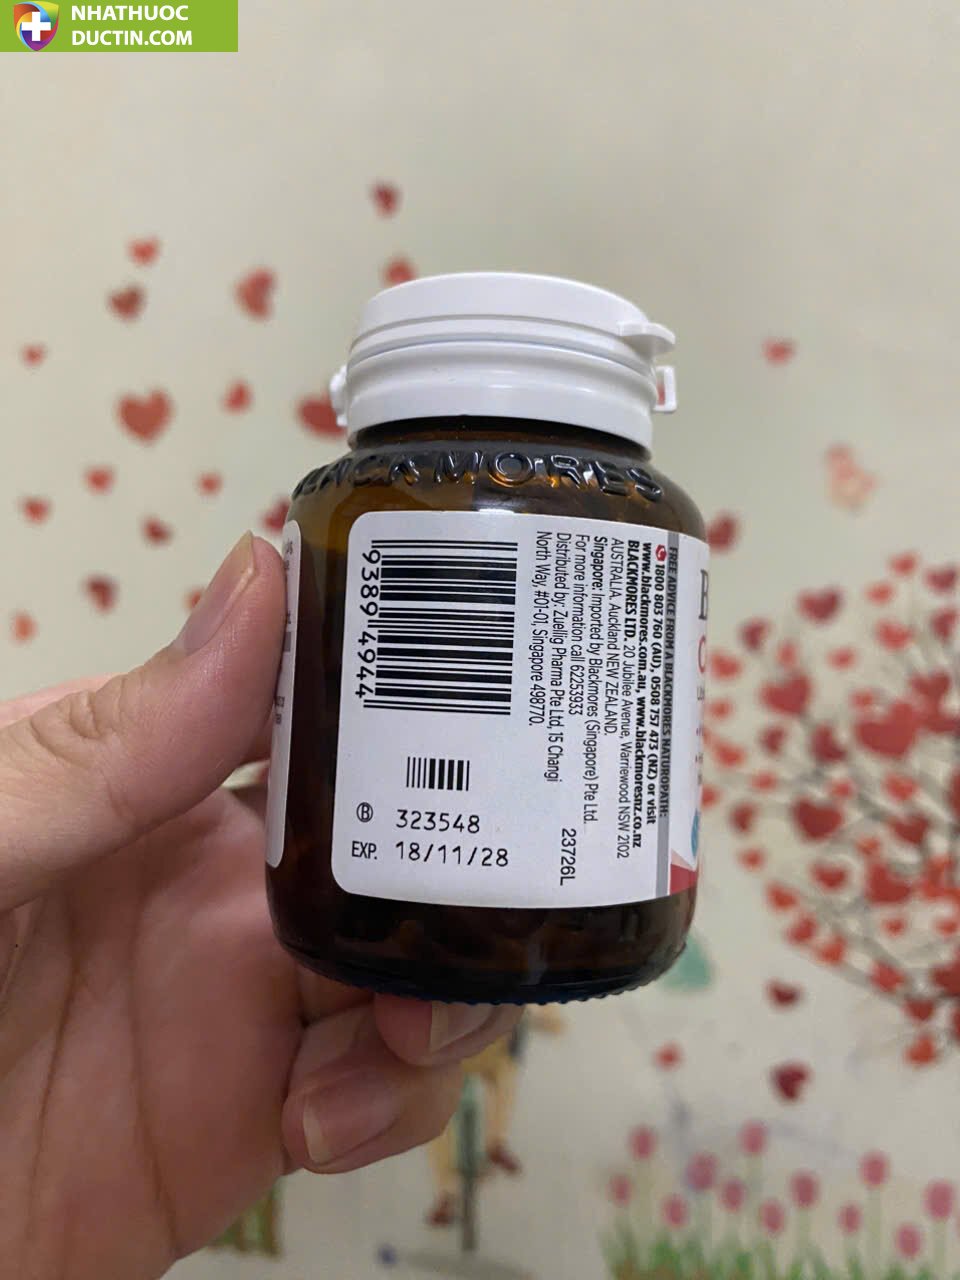 NHATHUOC
DUCTIN.COM
BLACKMORES
FREE ADVICE FROM A BLACKMORES NATUROPATH:
1800 803 760 (AU), 0508 757 473 (NZ) or visit
www.blackmores.com.au, www.blackmoresnz.co.nz
BLACKMORES LTD. 20 Jubilee Avenue, Warriewood NSW 2102
AUSTRALIA. Auckland NEW ZEALAND.
Singapore: Imported by Blackmores (Singapore) Pte Ltd.
For more information call 62253933
Distributed by: Zuellig Pharma Pte Ltd, 15 Changi
North Way, #01-01, Singapore 498770.
23726L
93894944
B 323548
EXP. 18/11/28